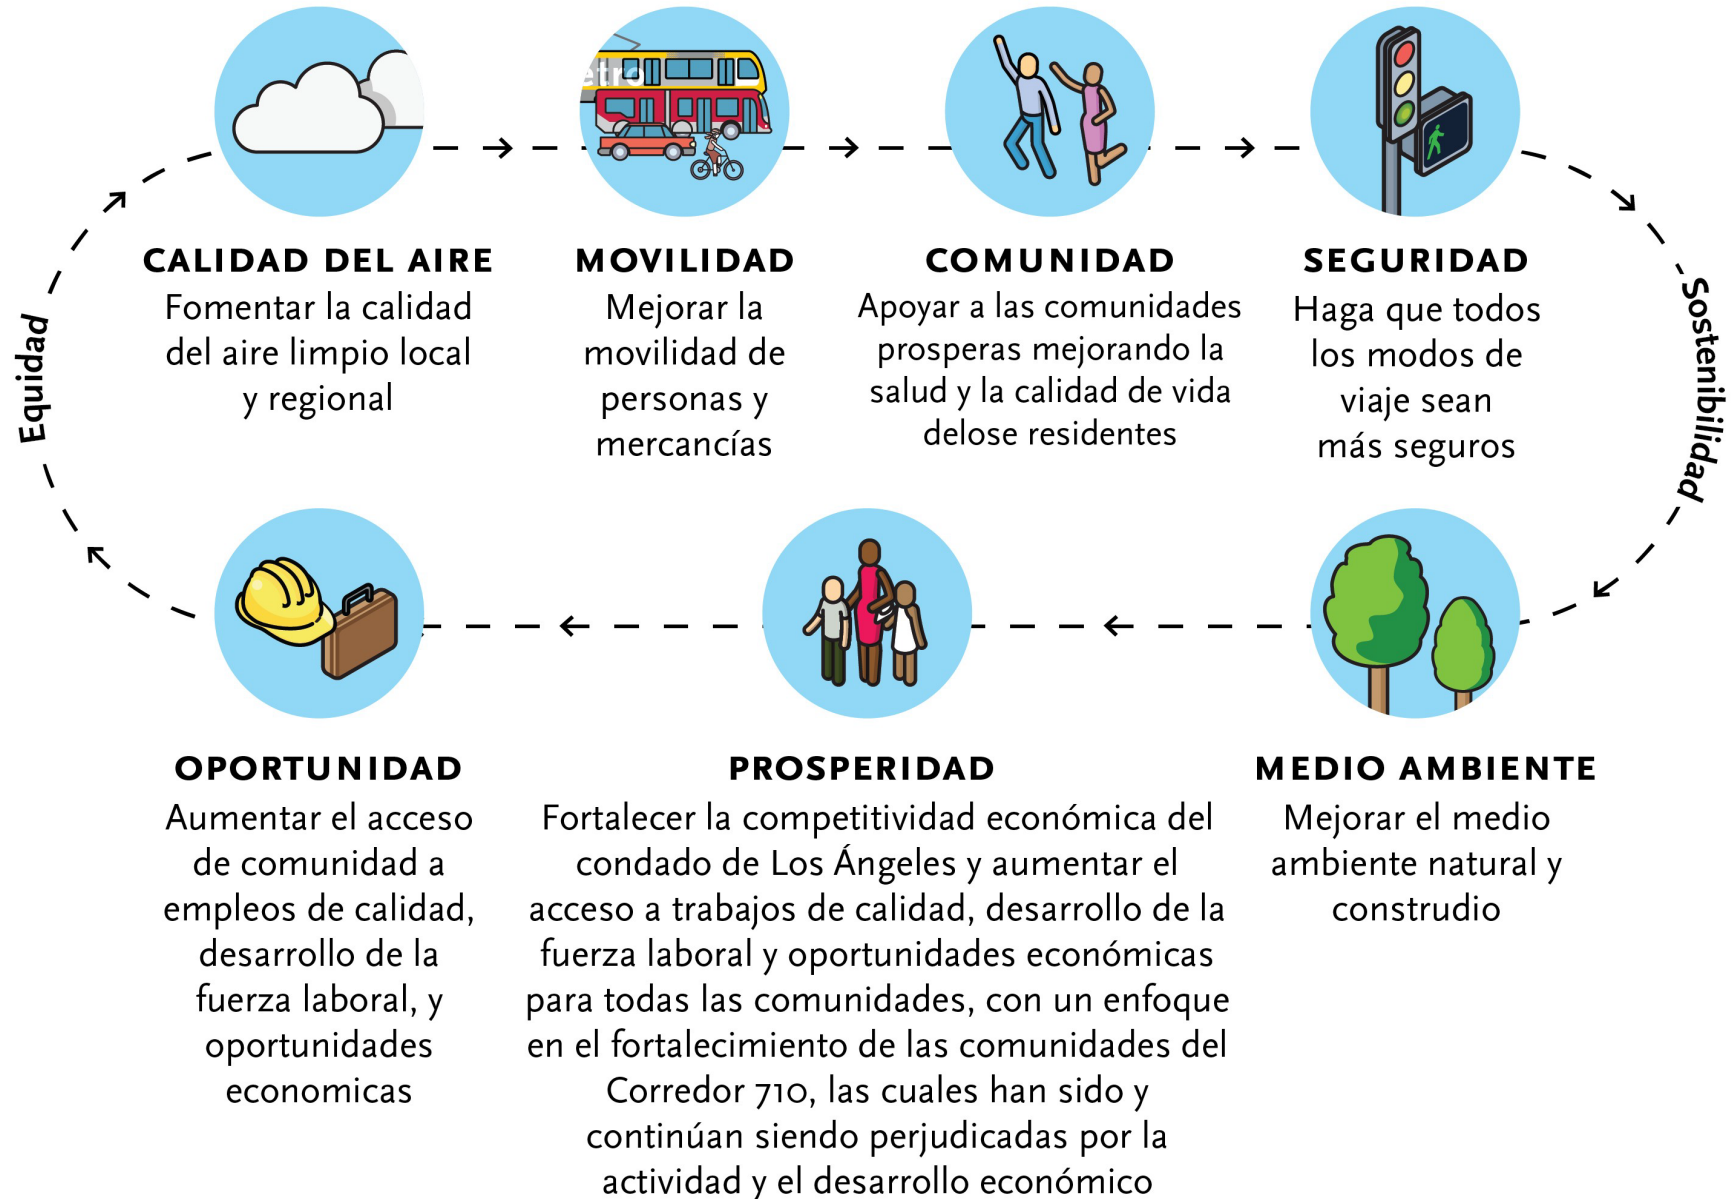 etro
CALIDAD DEL AIRE
Fomentar la calidad
del aire limpio local
y regional
MOVILIDAD
Mejorar la
movilidad de
personas y
mercancías
COMUNIDAD
Apoyar a las comunidades
prosperas mejorando la
salud y la calidad de vida
delose residentes
SEGURIDAD
Haga que todos
los modos de
viaje sean
más seguros
Sostenibilidad
Equidad
OPORTUNIDAD
Aumentar el acceso
de comunidad a
empleos de calidad,
desarrollo de la
fuerza laboral, y
oportunidades
economicas
PROSPERIDAD
Fortalecer la competitividad económica del
condado de Los Ángeles y aumentar el
acceso a trabajos de calidad, desarrollo de la
fuerza laboral y oportunidades económicas
para todas las comunidades, con un enfoque
en el fortalecimiento de las comunidades del
Corredor 710, las cuales han sido y
continúan siendo perjudicadas por la
actividad y el desarrollo económico
MEDIO AMBIENTE
Mejorar el medio
ambiente natural y
construdio